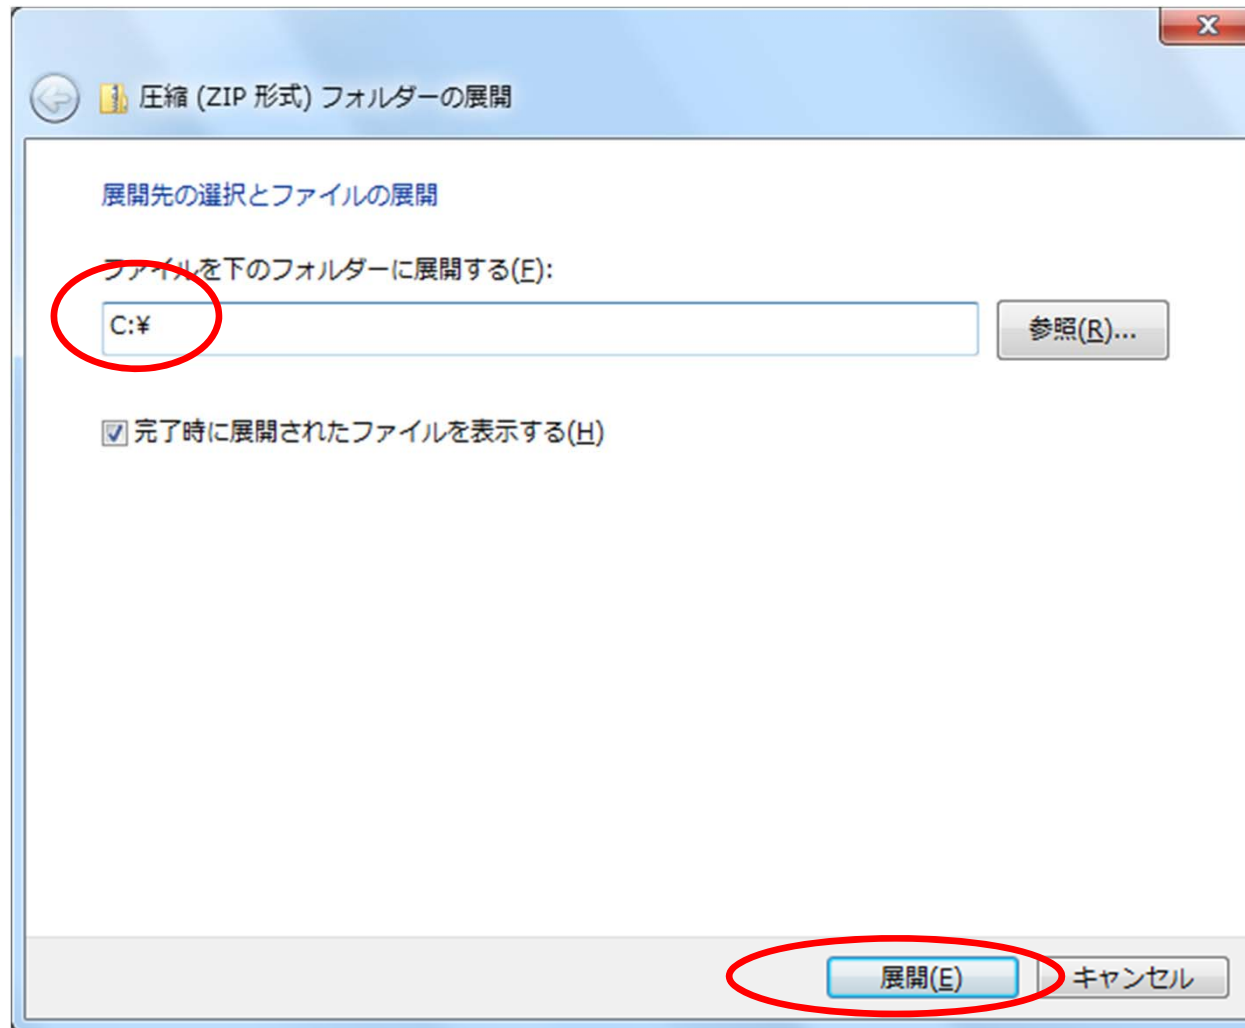 圧縮 (ZIP 形式) フォルダーの展開
展開先の選択とファイルの展開
ファイルを下のフォルダーに展開する(F):
C:¥
参照(R)...
完了時に展開されたファイルを表示する(H)
展開(E)
キャンセル